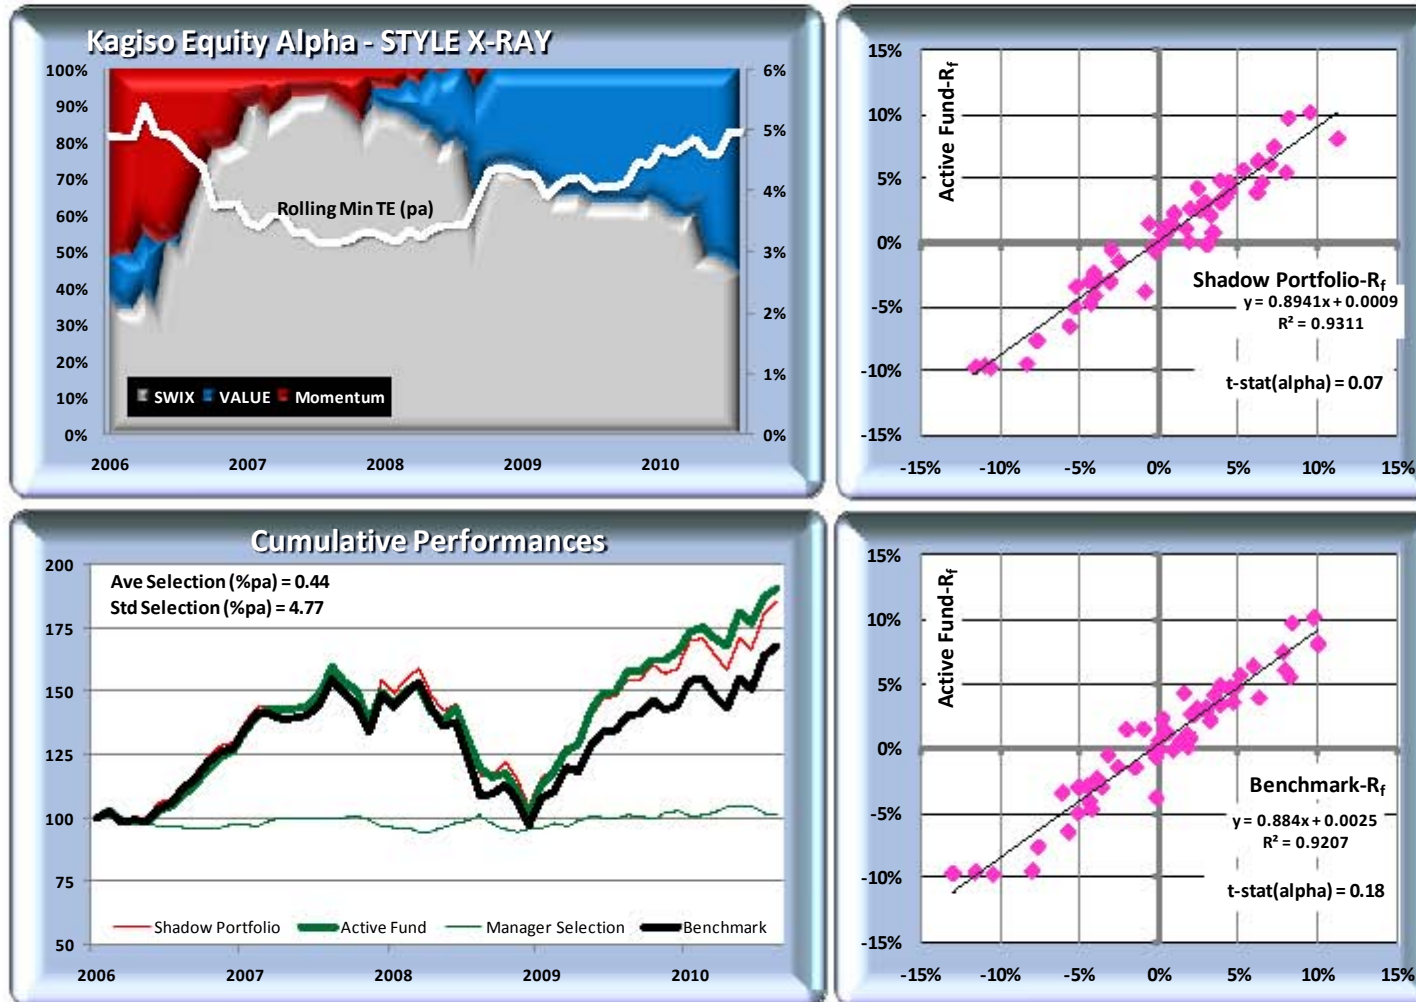 Kagiso Equity Alpha - STYLE X-RAY
100%
90%
80%
70%
60%
50%
40%
30%
20%
10%
0%
6%
5%
4%
3%
2%
1%
0%
Rolling Min TE (pa)
SWIX VALUE Momentum
2006 2007 2008 2009 2010
15%
10%
5%
0%
-5%
-10%
-15%
Active Fund-Rf
Shadow Portfolio-Rf
y = 0.8941x + 0.0009
R² = 0.9311
t-stat(alpha) = 0.07
-15% -10% -5% 0% 5% 10% 15%
Cumulative Performances
Ave Selection (%pa) = 0.44
Std Selection (%pa) = 4.77
200
175
150
125
100
75
50
Shadow Portfolio Active Fund Manager Selection Benchmark
2006 2007 2008 2009 2010
15%
10%
5%
0%
-5%
-10%
-15%
Active Fund-Rf
Benchmark-Rf
y = 0.884x + 0.0025
R² = 0.9207
t-stat(alpha) = 0.18
-15% -10% -5% 0% 5% 10% 15%